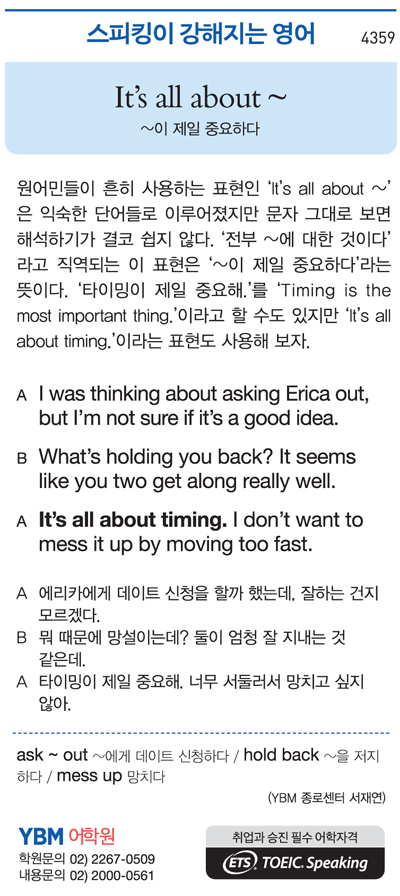 스피킹이 강해지는 영어 4359
It's all about ~
~이 제일 중요하다
원어민들이 흔히 사용하는 표현인 ‘It's all about ~’
은 익숙한 단어들로 이루어졌지만 문자 그대로 보면
해석하기가 결코 쉽지 않다. ‘전부 ~에 대한 것이다’
라고 직역되는 이 표현은 ‘~이 제일 중요하다’라는
뜻이다. ‘타이밍이 제일 중요해.’를 ‘Timing is the
most important thing.’이라고 할 수도 있지만 ‘It's all
about timing.’이라는 표현도 사용해 보자.
A I was thinking about asking Erica out,
but I'm not sure if it's a good idea.
B What's holding you back? It seems
like you two get along really well.
A It's all about timing. I don't want to
mess it up by moving too fast.
A 에리카에게 데이트 신청을 할까 했는데, 잘하는 건지
모르겠다.
B 뭐 때문에 망설이는데? 둘이 엄청 잘 지내는 것
같은데.
A 타이밍이 제일 중요해. 너무 서둘러서 망치고 싶지
않아.
ask ~ out ~에게 데이트 신청하다 / hold back ~을 저지
하다 / mess up 망치다
(YBM 종로센터 서재연)
YBM 어학원
학원문의 02) 2267-0509
내용문의 02) 2000-0561
취업과 승진 필수 어학자격
ETS TOEIC Speaking